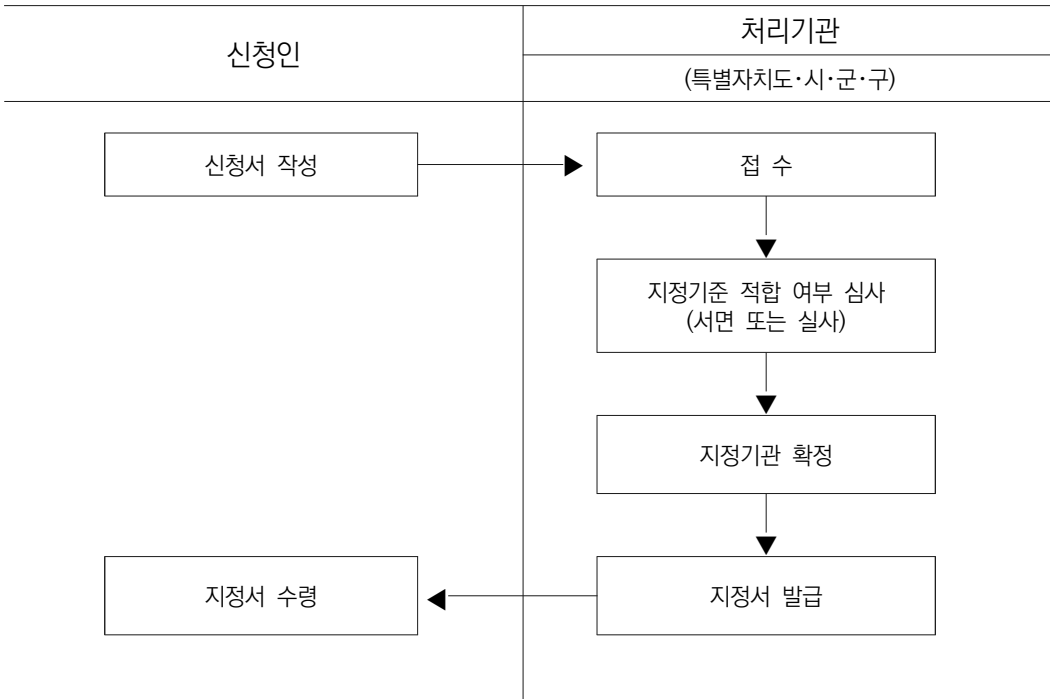 신청인
처리기관
(특별자치도·시·군·구)
신청서 작성
접 수
지정기준 적합 여부 심사
(서면 또는 실사)
지정기관 확정
지정서 수령
지정서 발급